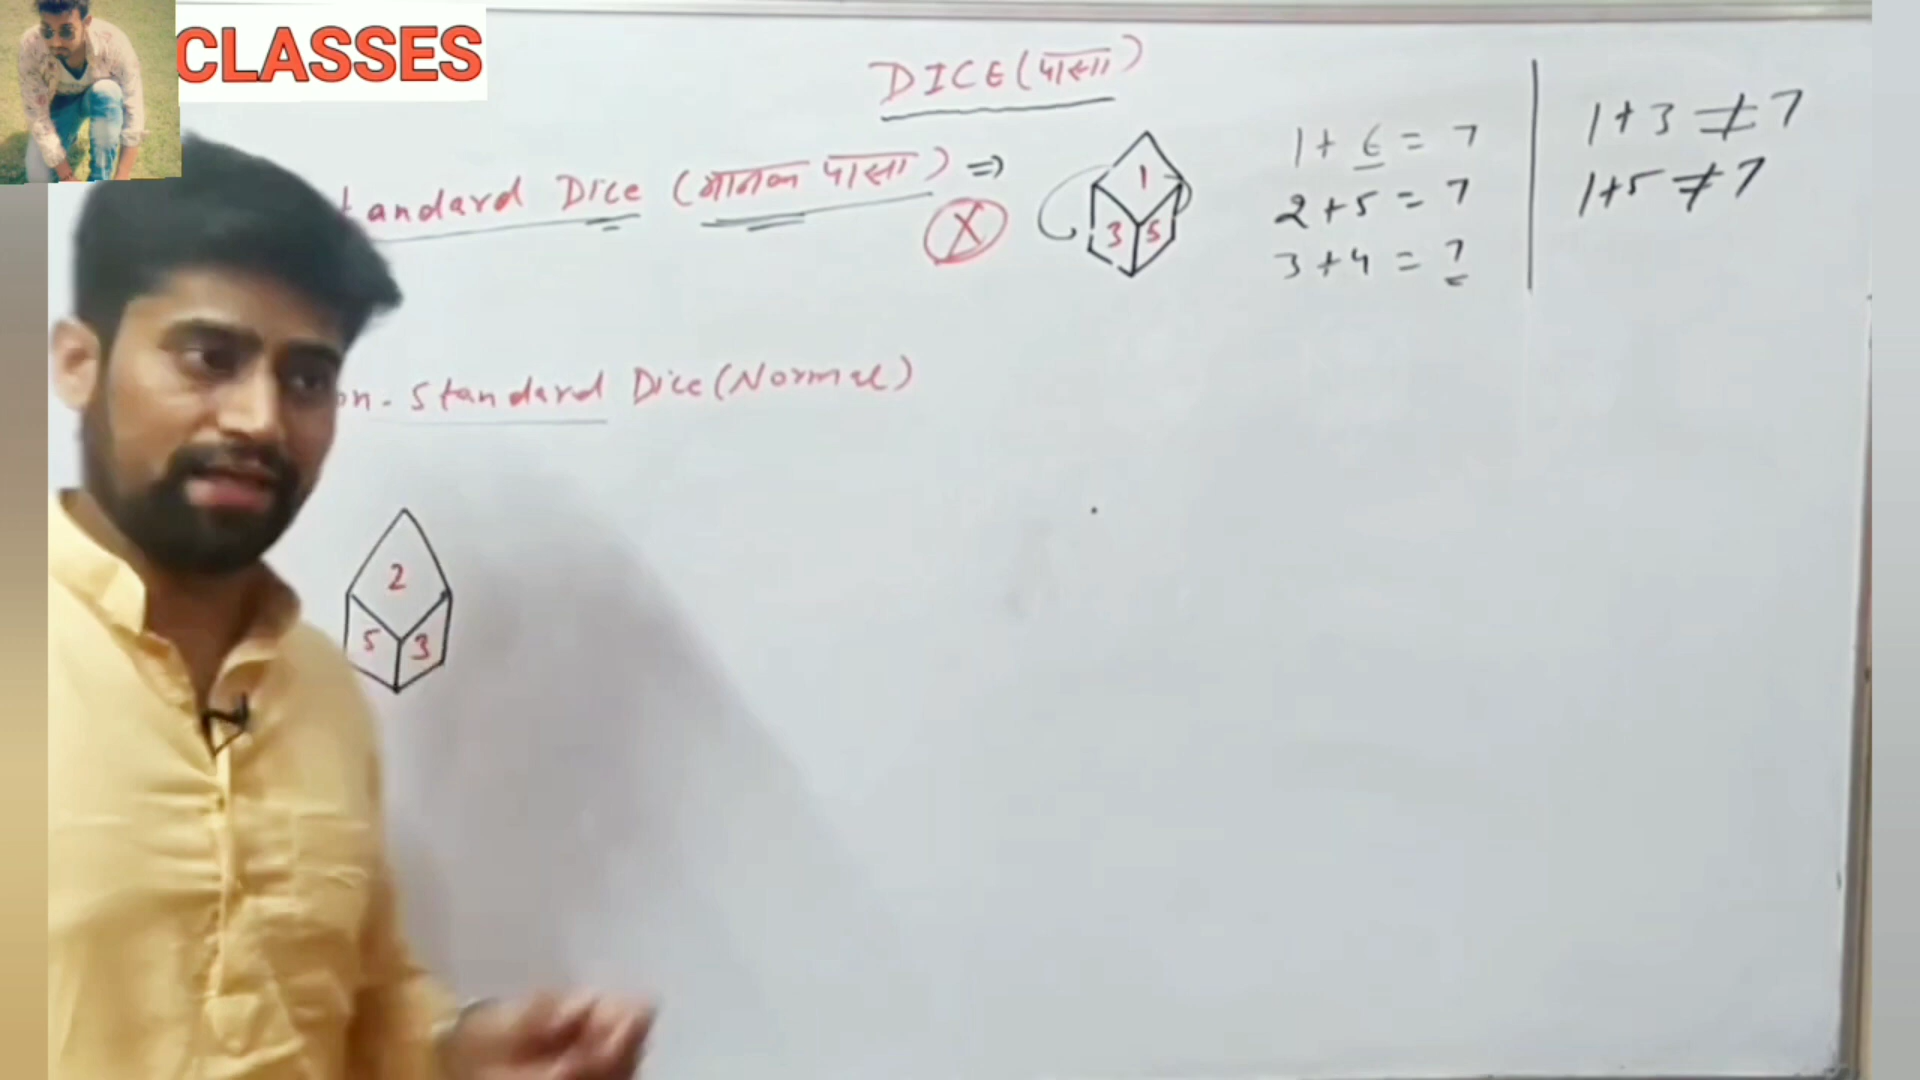 CLASSES
DICE (पासा)
tandard Dice (मानक पासा) ⇒
X
1
3 5
1 + 6 = 7
2 + 5 = 7
3 + 4 = 7
1 + 3 ≠ 7
1 + 5 ≠ 7
on - Standard Dice (Normal)
2
5 3